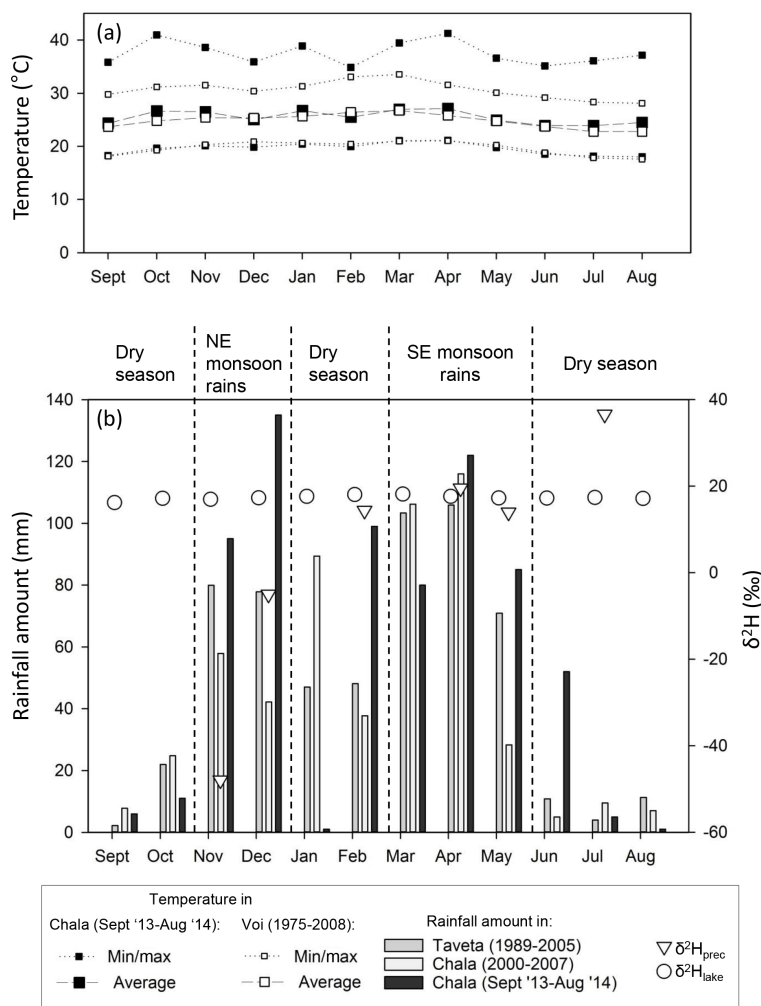 (a)
Temperature (°C)
40
30
20
10
0
Sept Oct Nov Dec Jan Feb Mar Apr May Jun Jul Aug
Dry
season
NE
monsoon
rains
Dry
season
SE monsoon
rains
Dry season
(b)
Rainfall amount (mm)
140
120
100
80
60
40
20
0
δ²H (‰)
40
20
0
-20
-40
-60
Sept Oct Nov Dec Jan Feb Mar Apr May Jun Jul Aug
Temperature in
Chala (Sept ‘13-Aug ‘14):
Min/max
Average
Voi (1975-2008):
Min/max
Average
Rainfall amount in:
Taveta (1989-2005)
Chala (2000-2007)
Chala (Sept '13-Aug '14)
δ²Hprec
δ²Hlake